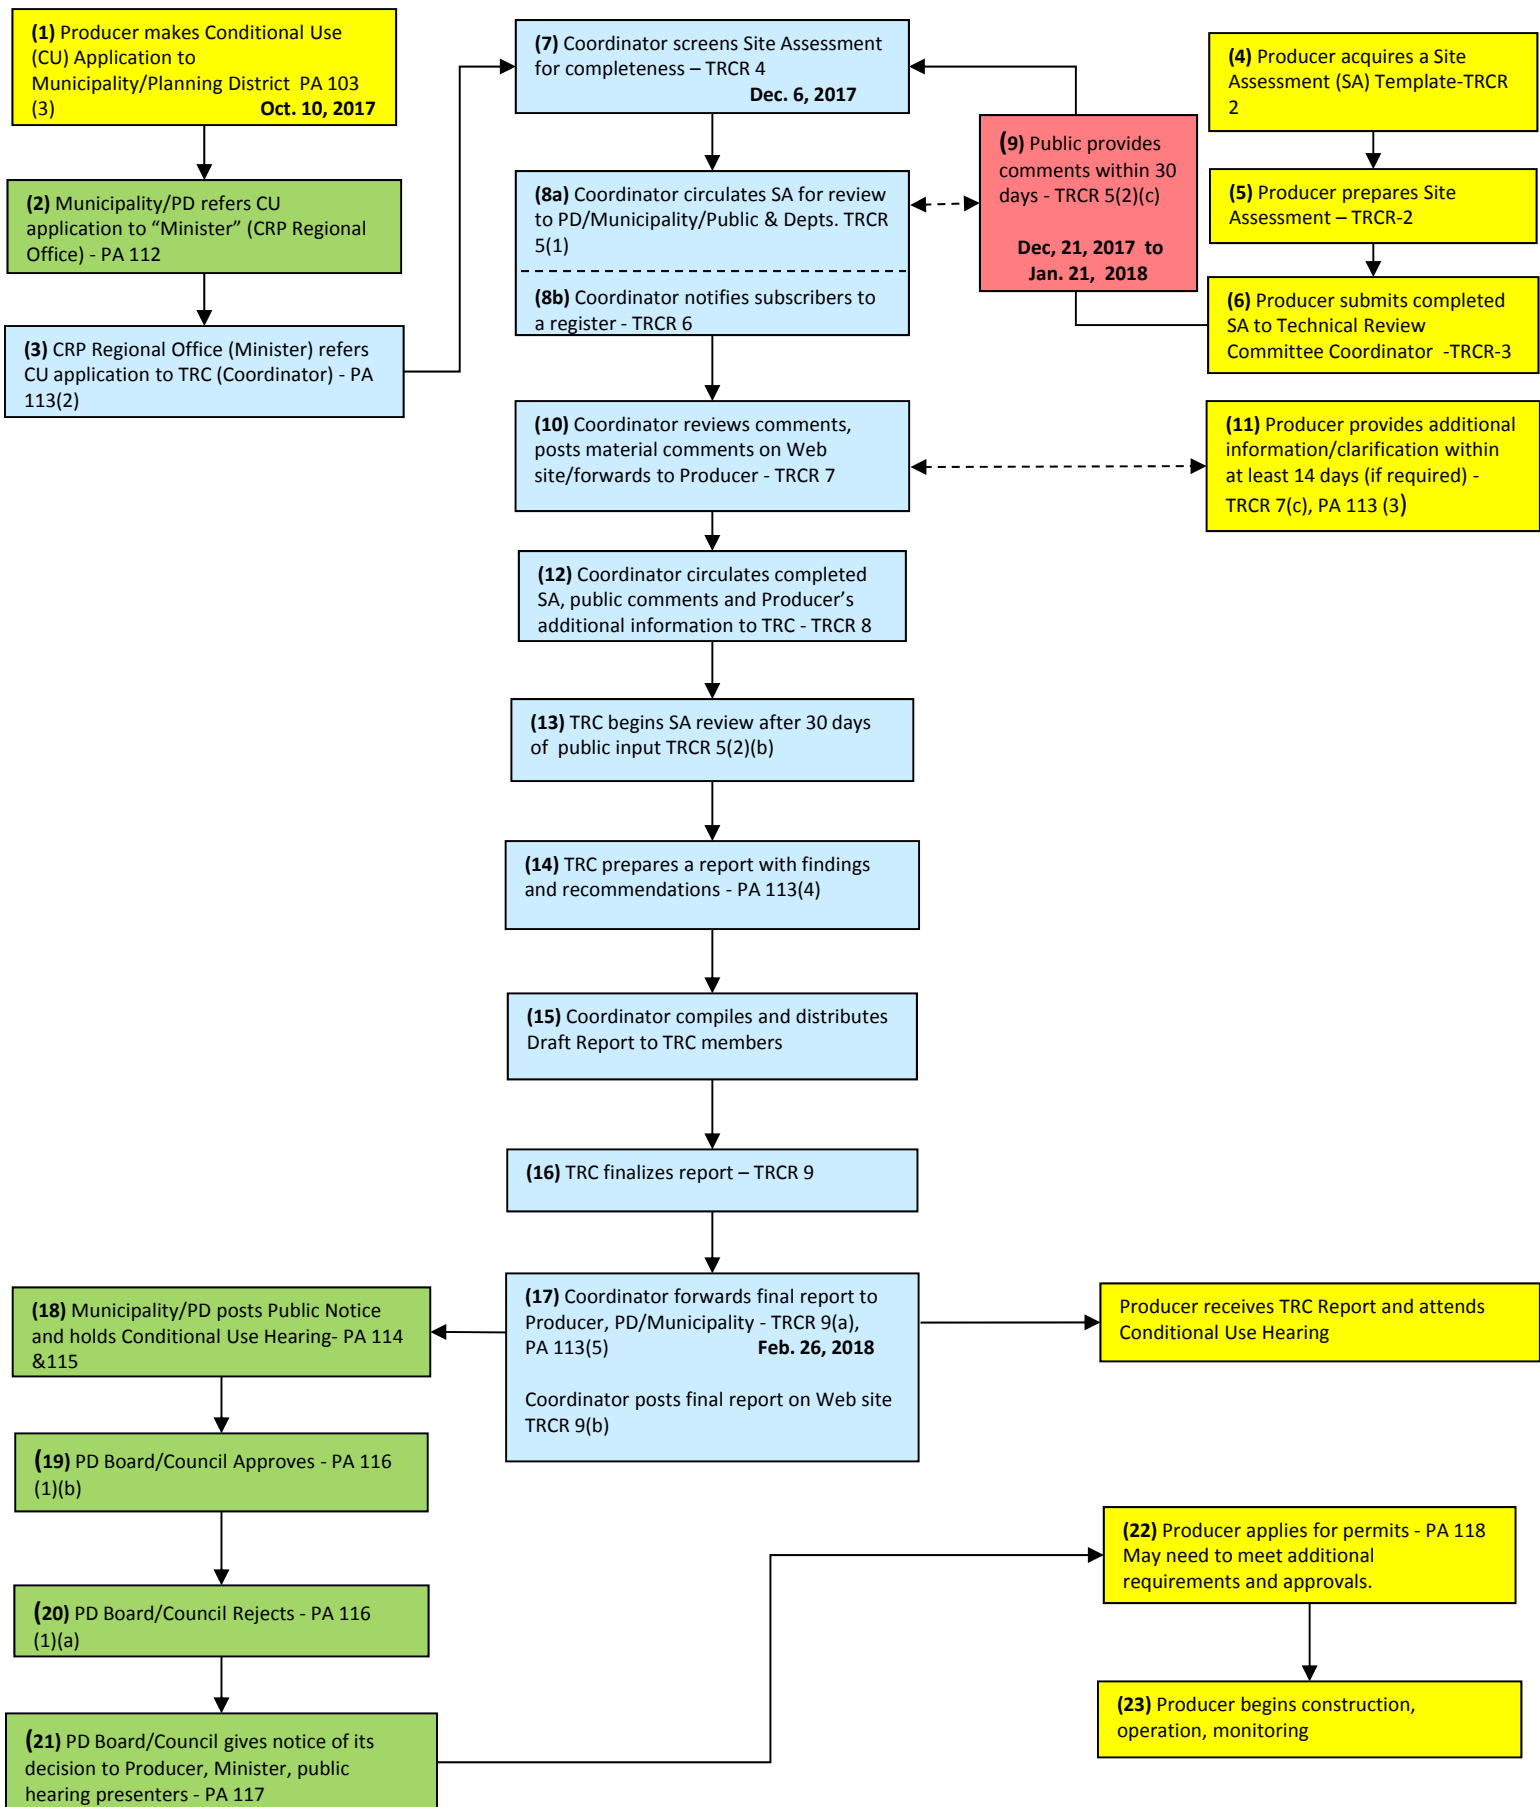 (1) Producer makes Conditional Use
(CU) Application to
Municipality/Planning District  PA 103
(3) Oct. 10, 2017
(2) Municipality/PD refers CU
application to “Minister” (CRP Regional
Office) - PA 112
(3) CRP Regional Office (Minister) refers
CU application to TRC (Coordinator) - PA
113(2)
(7) Coordinator screens Site Assessment
for completeness – TRCR 4
Dec. 6, 2017
(8a) Coordinator circulates SA for review
to PD/Municipality/Public & Depts. TRCR
5(1)
(8b) Coordinator notifies subscribers to
a register - TRCR 6
(9) Public provides
comments within 30
days - TRCR 5(2)(c)
Dec, 21, 2017  to
Jan. 21,  2018
(4) Producer acquires a Site
Assessment (SA) Template-TRCR
2
(5) Producer prepares Site
Assessment – TRCR-2
(6) Producer submits completed
SA to Technical Review
Committee Coordinator  -TRCR-3
(10) Coordinator reviews comments,
posts material comments on Web
site/forwards to Producer - TRCR 7
(11) Producer provides additional
information/clarification within
at least 14 days (if required) -
TRCR 7(c), PA 113 (3)
(12) Coordinator circulates completed
SA, public comments and Producer’s
additional information to TRC - TRCR 8
(13) TRC begins SA review after 30 days
of  public input TRCR 5(2)(b)
(14) TRC prepares a report with findings
and recommendations - PA 113(4)
(15) Coordinator compiles and distributes
Draft Report to TRC members
(16) TRC finalizes report – TRCR 9
(17) Coordinator forwards final report to
Producer, PD/Municipality - TRCR 9(a),
PA 113(5) Feb. 26, 2018
Coordinator posts final report on Web site
TRCR 9(b)
Producer receives TRC Report and attends
Conditional Use Hearing
(18) Municipality/PD posts Public Notice
and holds Conditional Use Hearing- PA 114
&115
(19) PD Board/Council Approves - PA 116
(1)(b)
(20) PD Board/Council Rejects - PA 116
(1)(a)
(21) PD Board/Council gives notice of its
decision to Producer, Minister, public
hearing presenters - PA 117
(22) Producer applies for permits - PA 118
May need to meet additional
requirements and approvals.
(23) Producer begins construction,
operation, monitoring